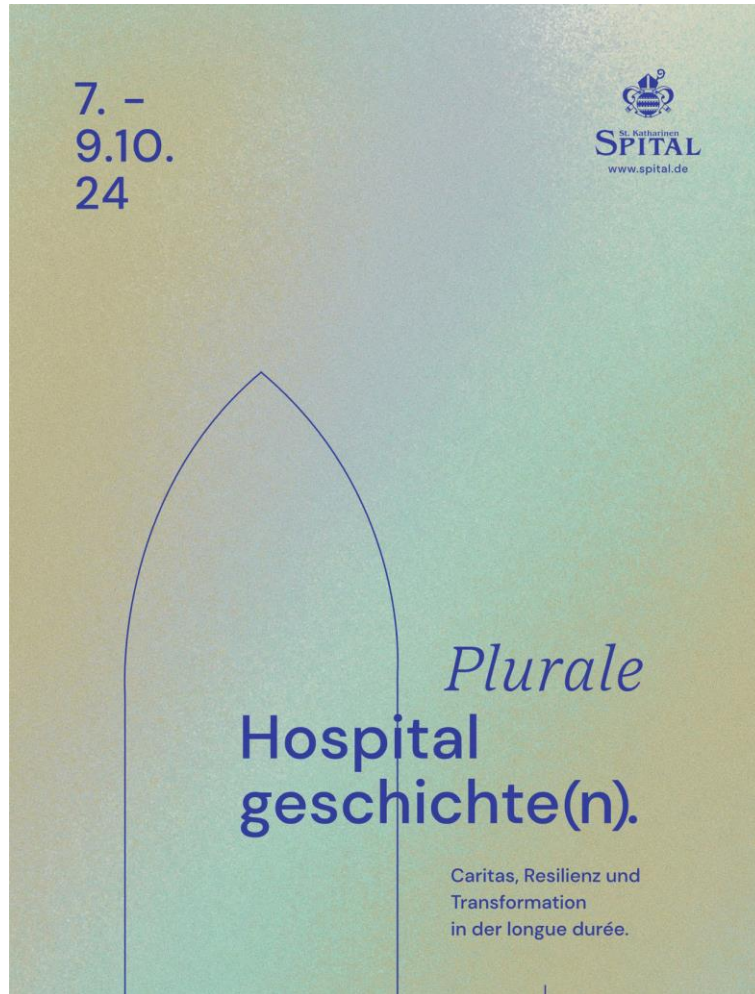 7. –
9.10.
24
St. Katharinen
SPITAL
www.spital.de
Plurale
Hospital
geschichte(n).
Caritas, Resilienz und
Transformation
in der longue durée.